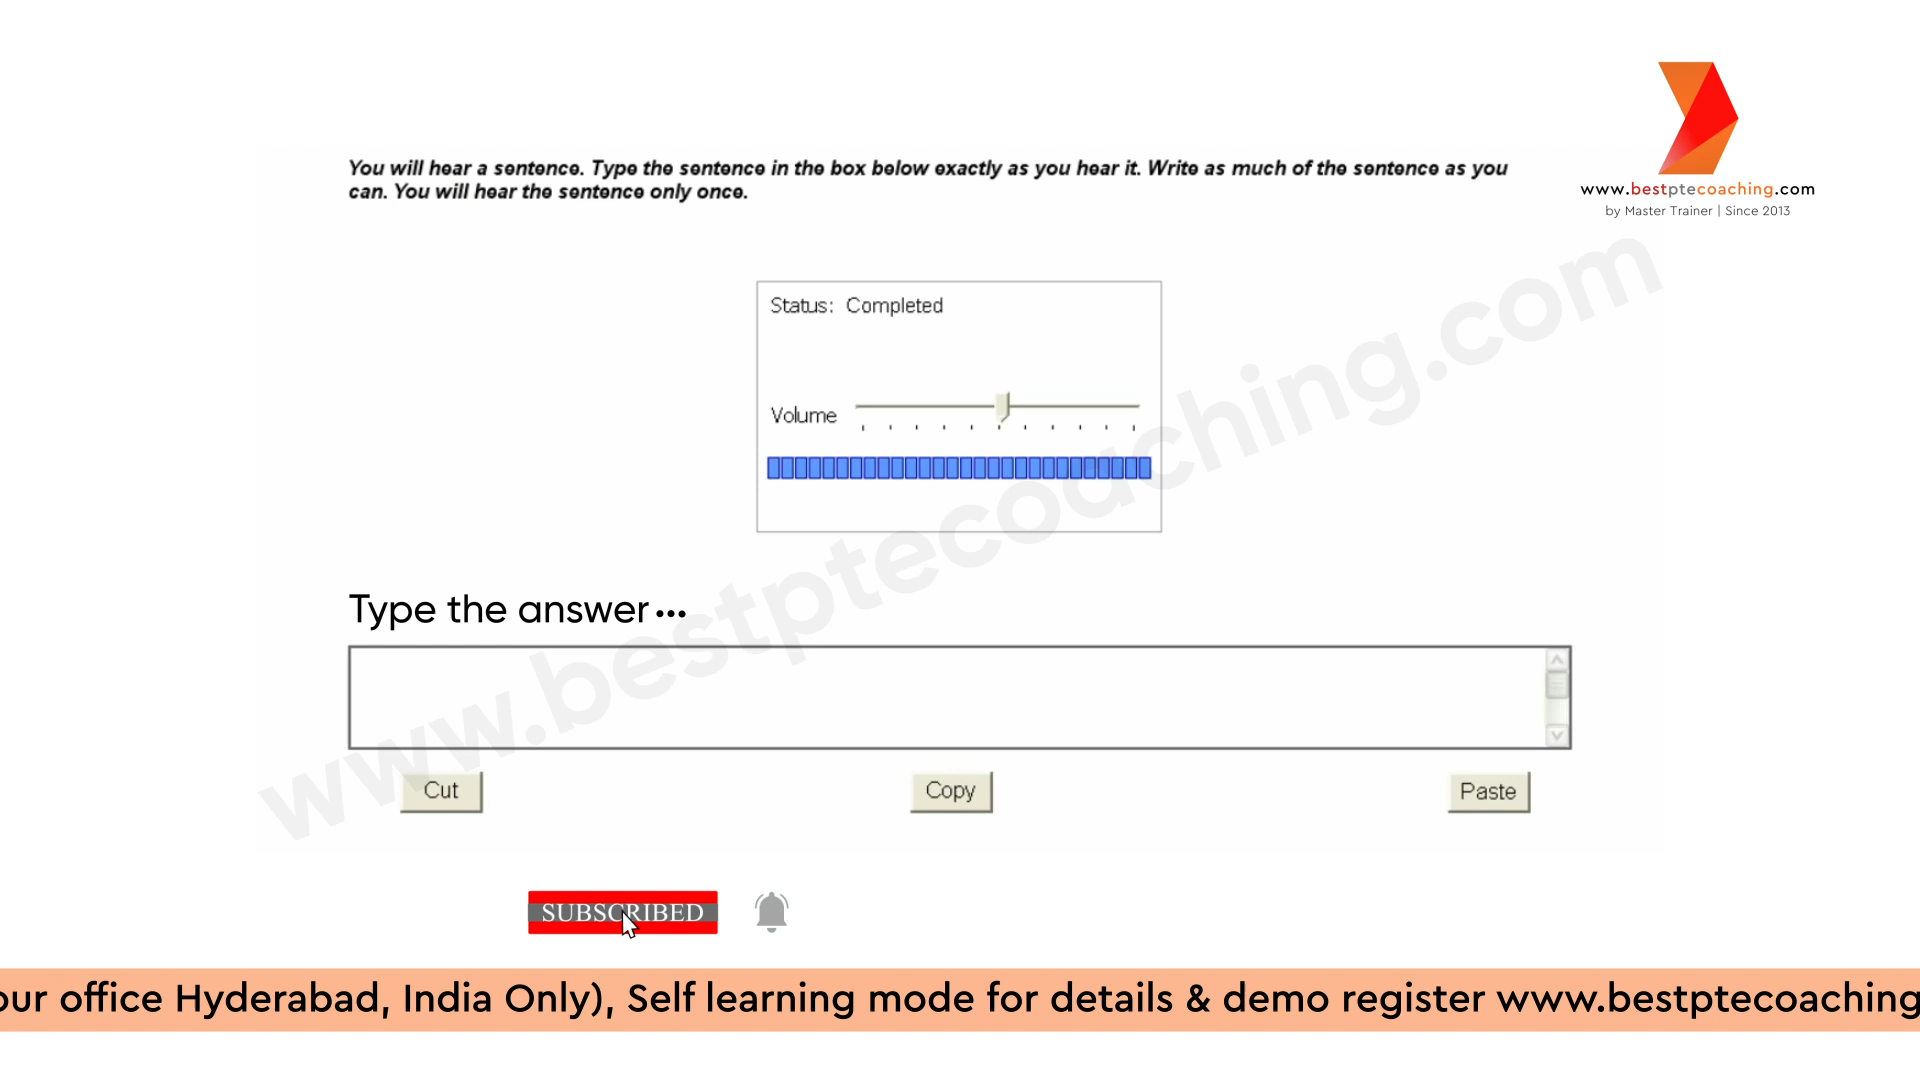 You will hear a sentence. Type the sentence in the box below exactly as you hear it. Write as much of the sentence as you
can. You will hear the sentence only once.
www.bestptecoaching.com
by Master Trainer | Since 2013
Status: Completed
Volume
www.bestptecoaching.com
Type the answer...
Cut
Copy
Paste
SUBSCRIBED
our office Hyderabad, India Only), Self learning mode for details & demo register www.bestptecoaching